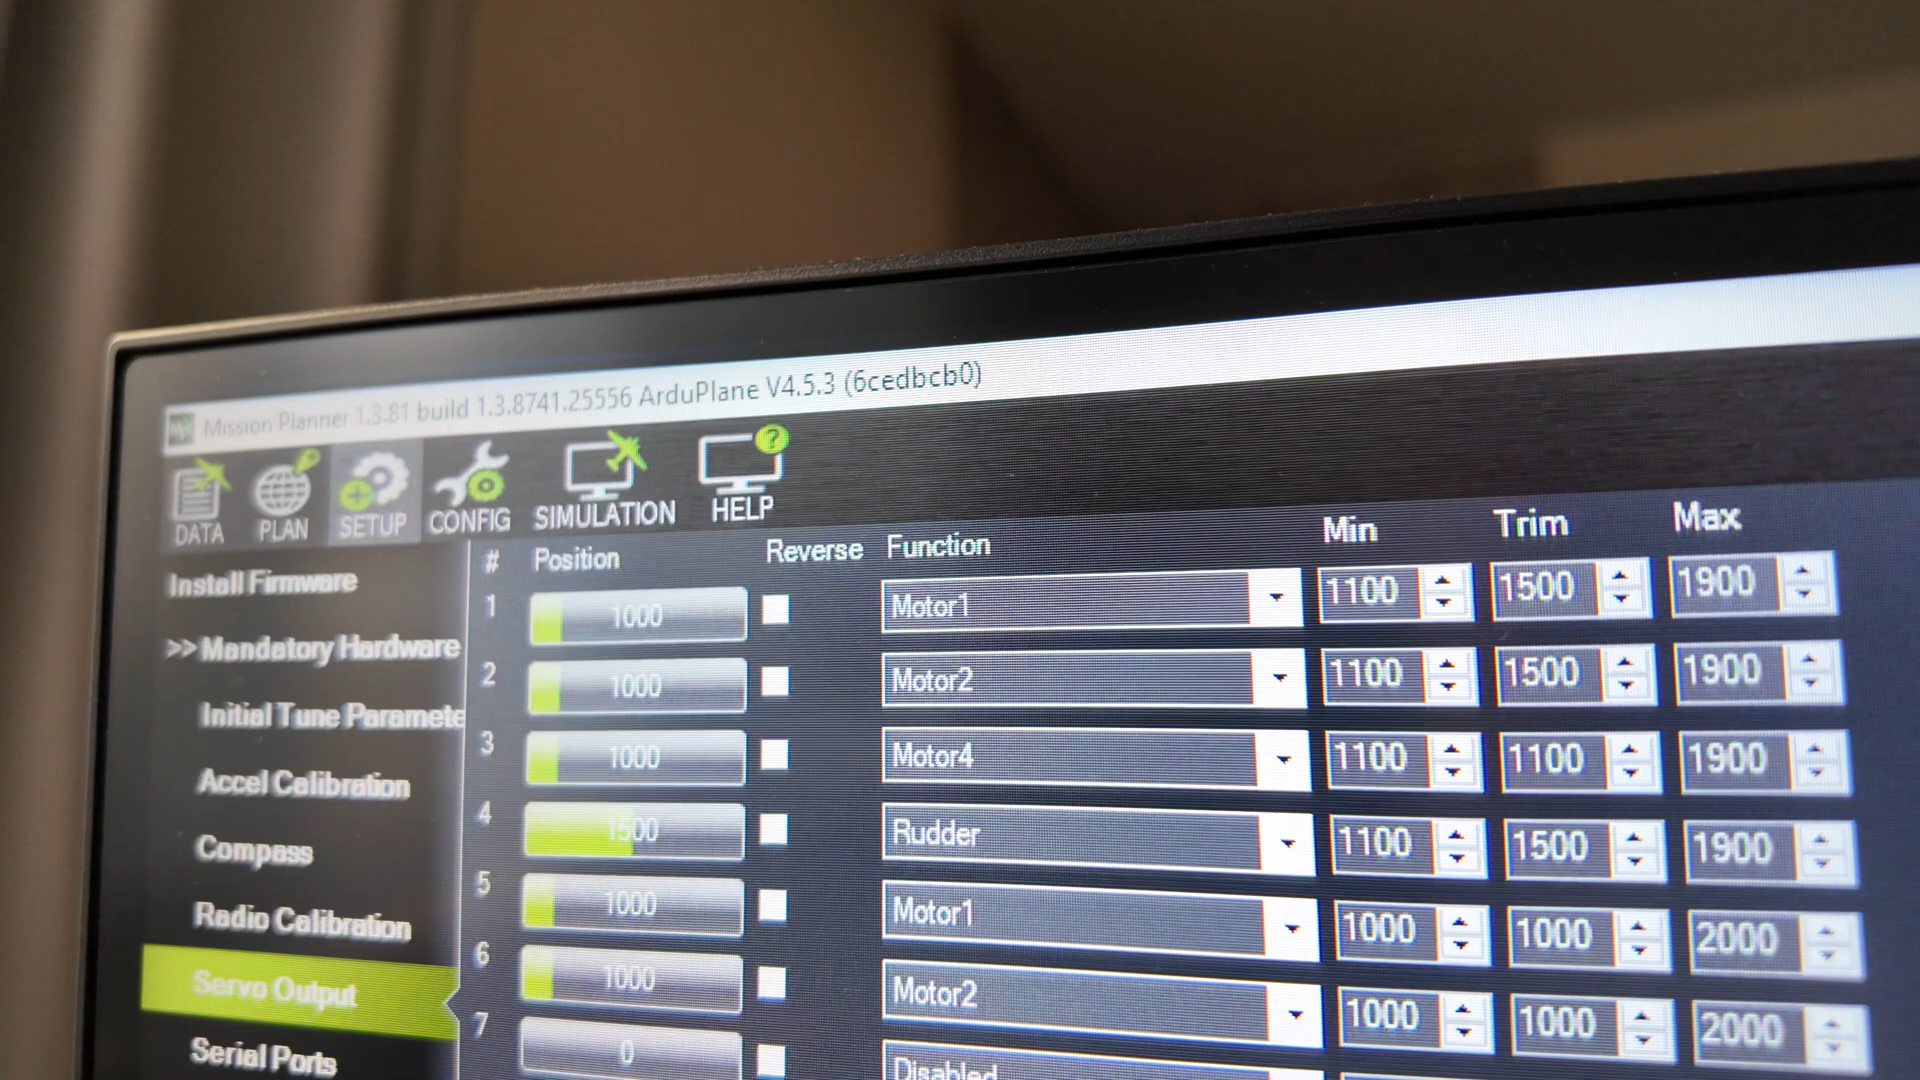 Mission Planner 1.3.81 build 1.3.8741.25556 ArduPlane V4.5.3 (6cedbcb0)
DATA PLAN SETUP CONFIG SIMULATION HELP
Install Firmware
>> Mandatory Hardware
Initial Tune Paramete
Accel Calibration
Compass
Radio Calibration
Servo Output
Serial Ports
# Position Reverse Function Min Trim Max
1 1000 Motor1 1100 1500 1900
2 1000 Motor2 1100 1500 1900
3 1000 Motor4 1100 1100 1900
4 1500 Rudder 1100 1500 1900
5 1000 Motor1 1000 1000 2000
6 1000 Motor2 1000 1000 2000
7 0 Disabled